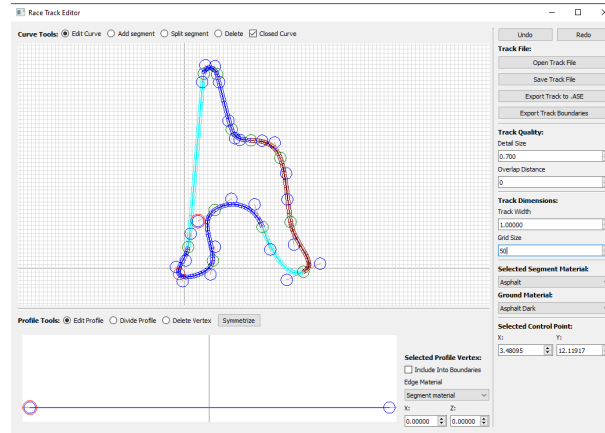 Race Track Editor
Curve Tools: Edit Curve Add segment Split segment Delete Closed Curve
Undo Redo
Track File:
Open Track File
Save Track File
Export Track to .ASE
Export Track Boundaries
Track Quality:
Detail Size
0.700
Overlap Distance
0
Track Dimensions:
Track Width
1.00000
Grid Size
50
Selected Segment Material:
Asphalt
Ground Material:
Asphalt Dark
Selected Control Point:
X: Y:
3.48095 12.11917
Profile Tools: Edit Profile Divide Profile Delete Vertex Symmetrize
Selected Profile Vertex:
Include Into Boundaries
Edge Material
Segment material
X: Z:
0.00000 0.00000